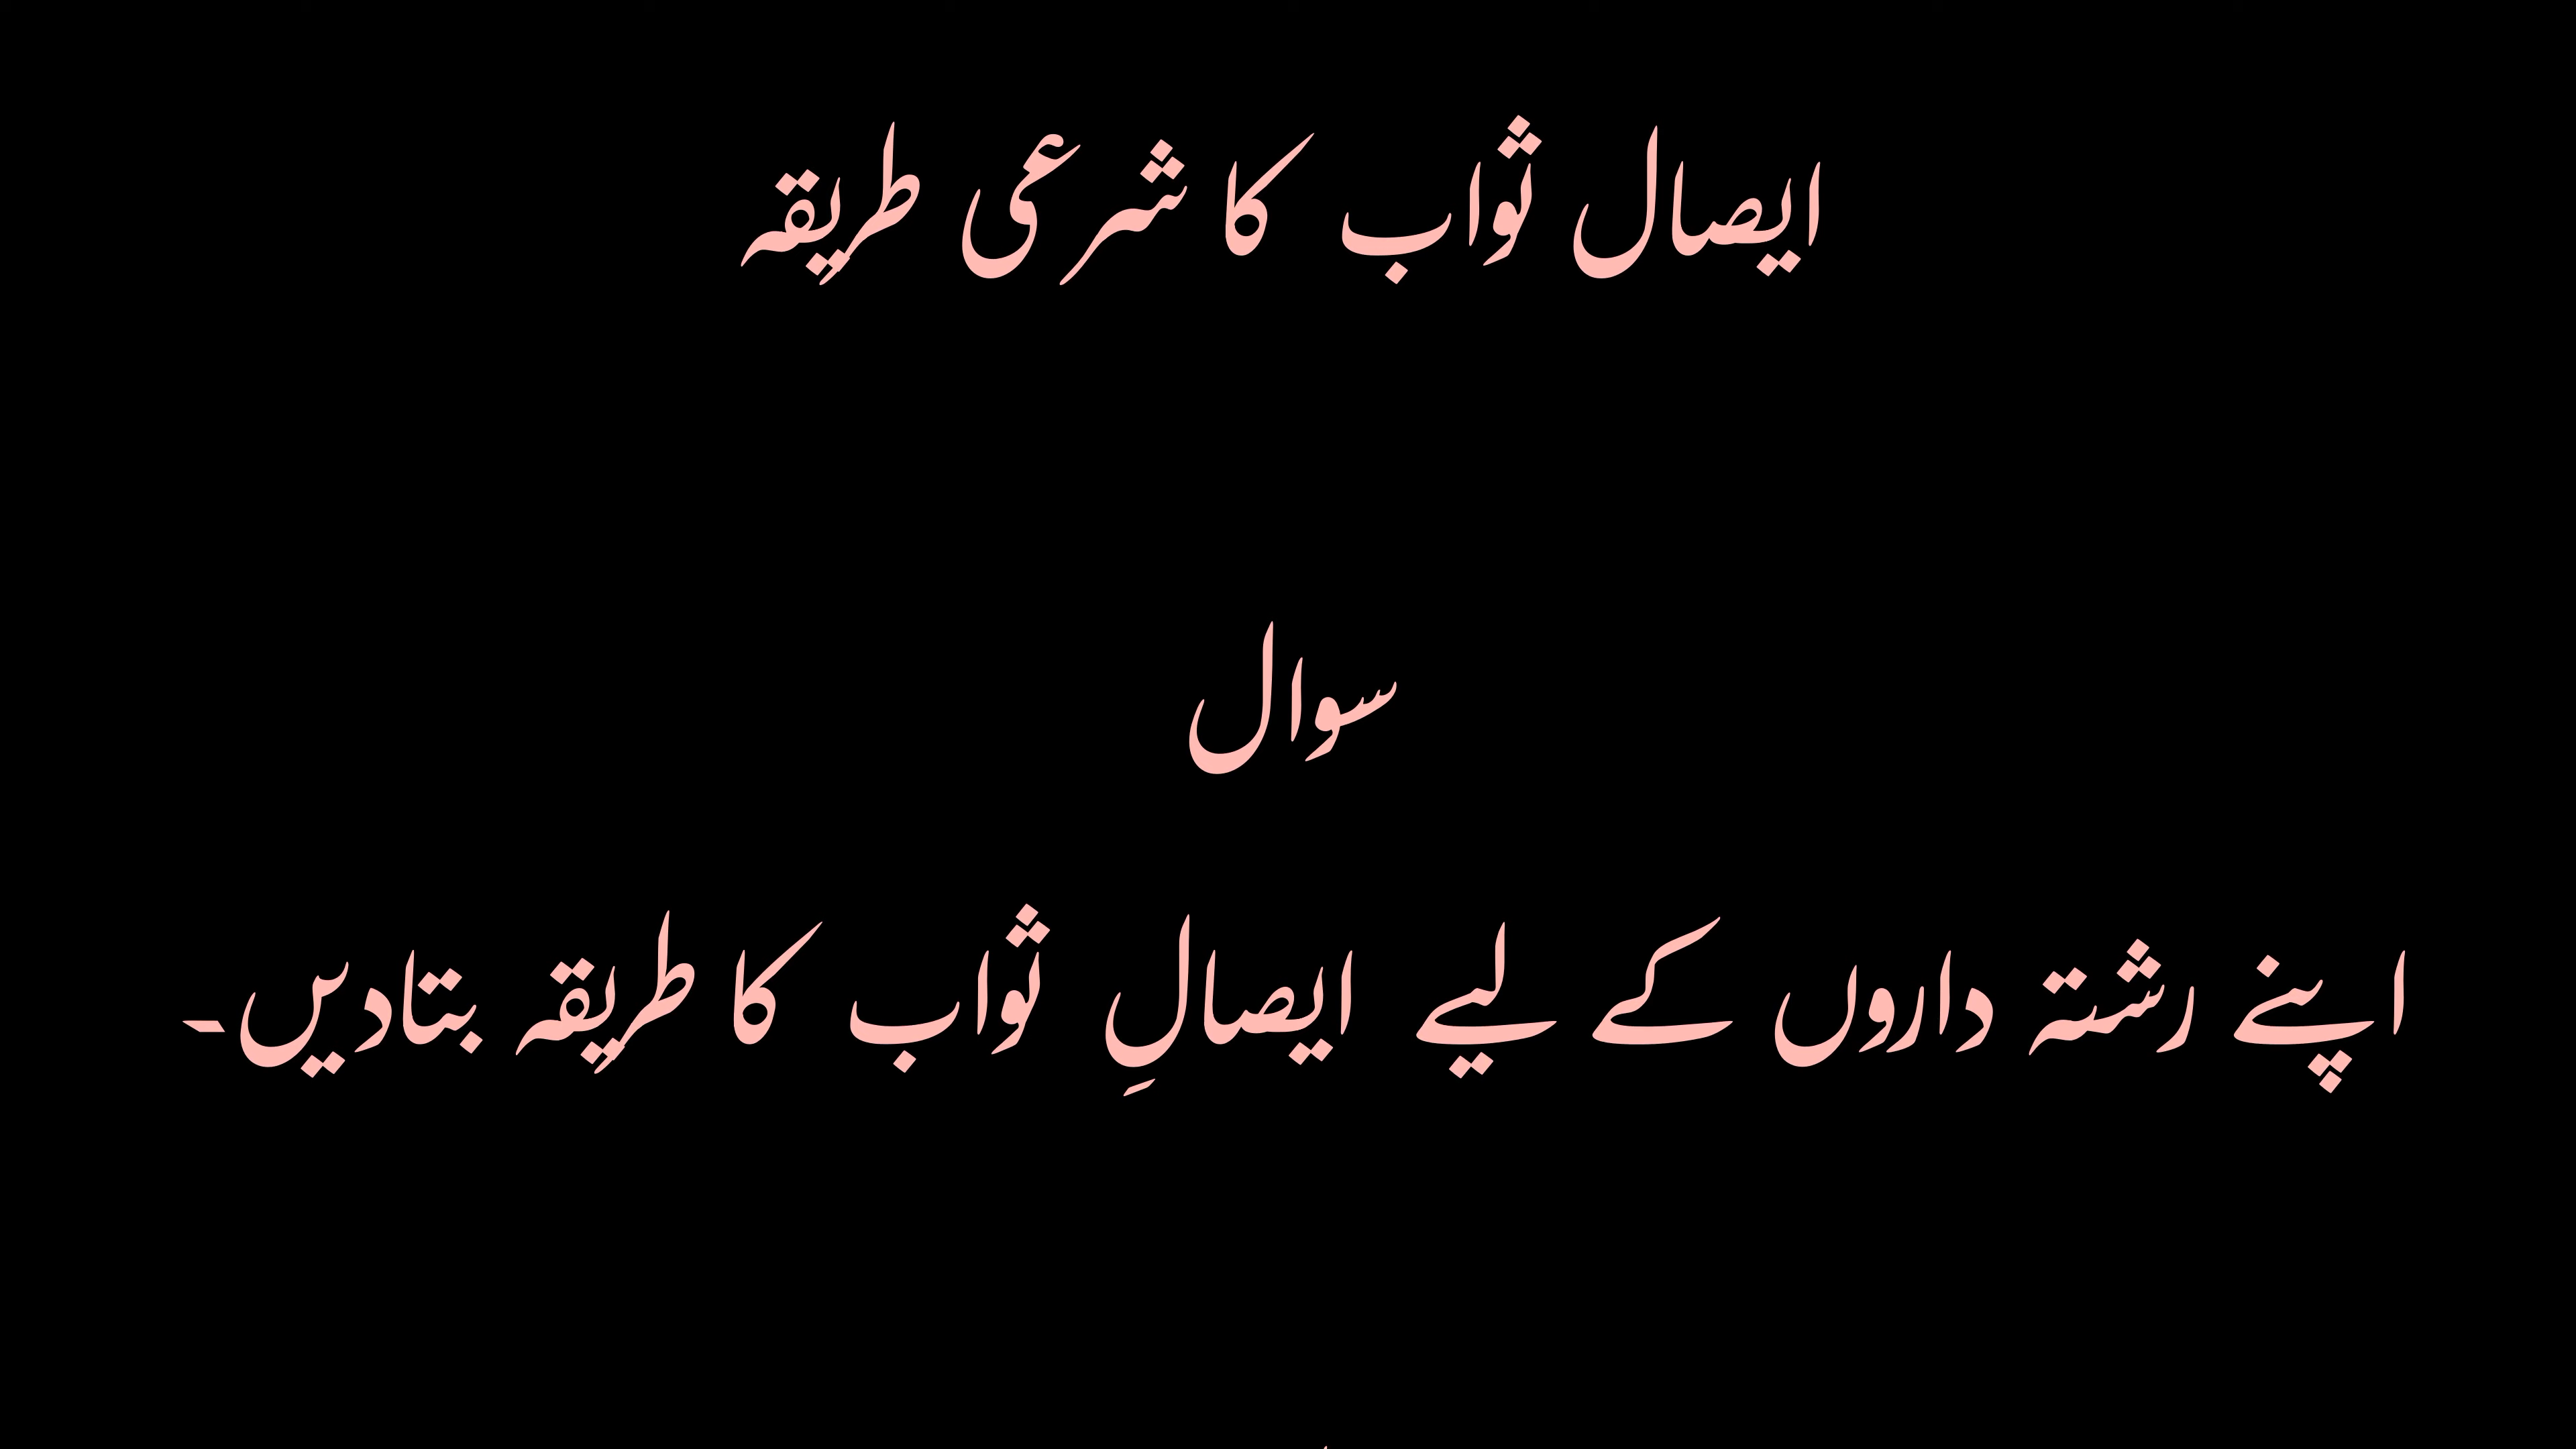 ایصال ثواب کا شرعی طریقہ
سوال
اپنے رشتہ داروں کے لیے ایصالِ ثواب کا طریقہ بتادیں۔